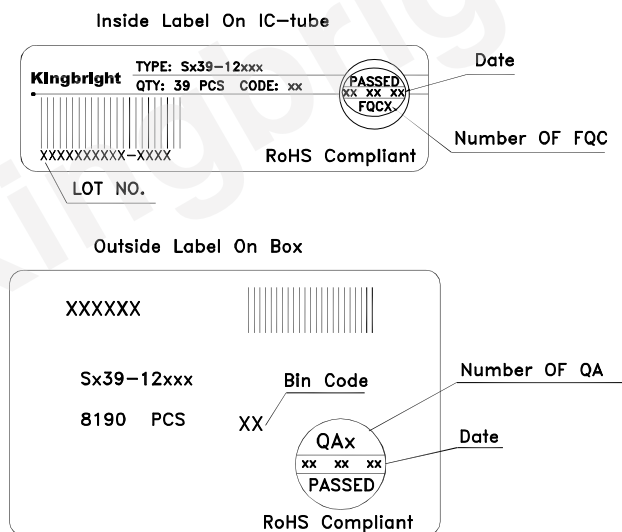 Inside Label On IC-tube
Kingbright
TYPE: Sx39-12xxx
QTY: 39 PCS CODE: xx
PASSED
xx xx xx
FQCX
Date
Number OF FQC
XXXXXXXXXX-XXXX
RoHS Compliant
LOT NO.
Outside Label On Box
XXXXXX
Sx39-12xxx
8190 PCS
Bin Code
XX
QAx
xx xx xx
PASSED
Number OF QA
Date
RoHS Compliant
Kingbright